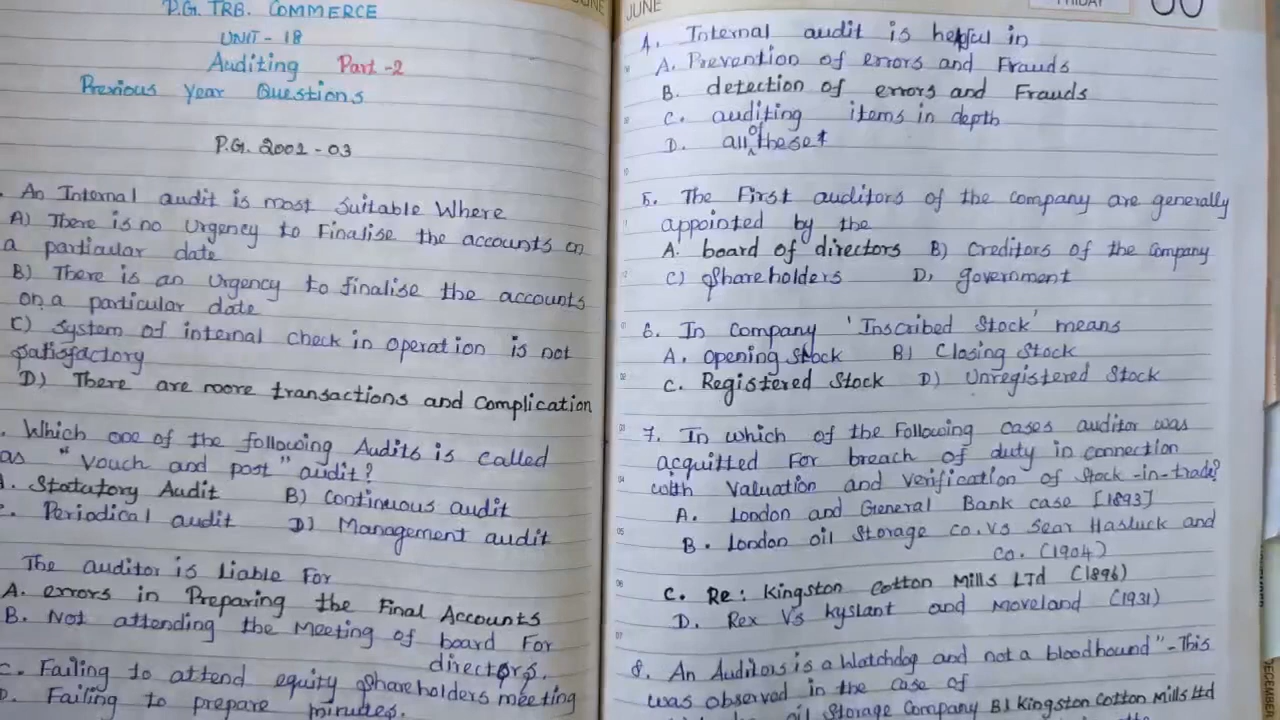 P.G. TRB. COMMERCE
UNIT - 18
Auditing Part -2
Previous Year Questions
P.G. 2002 - 03
. An Internal audit is most Suitable Where
A) There is no Urgency to Finalise the accounts on
a particular date
B) There is an Urgency to finalise the accounts
on a particular date
C) System of internal check in operation is not
Satisfactory
D) There are more transactions and Complication
. Which one of the following Audits is called
as "Vouch and post" audit?
. Statutory Audit B) Continuous audit
. Periodical audit D) Management audit
The auditor is liable For
A. errors in Preparing the Final Accounts
B. Not attending the Meeting of board For
directors.
C. Failing to attend equity Shareholders meeting
D. Failing to prepare minutes.
JUNE
FRIDAY
4. Internal audit is helpful in
A. Prevention of errors and Frauds
B. detection of errors and Frauds
C. auditing items in depth
D. all of these
5. The First auditors of the company are generally
appointed by the
A. board of directors B) Creditors of the Company
C) Shareholders D) government
6. In Company 'Inscribed Stock' means
A. Opening Stock B) Closing Stock
C. Registered Stock D) Unregistered Stock
7. In which of the Following cases auditor was
acquitted For breach of duty in connection
with Valuation and verification of Stock-in-trade?
A. London and General Bank case [1893]
B. London oil Storage co. Vs Sear Hasluck and
Co. (1904)
C. Re: Kingston Cotton Mills LTD (1896)
D. Rex Vs kyslant and Moveland (1931)
8. An Auditors is a Watchdog and not a bloodhound" - This
was observed in the case of
oil Storage Company B) Kingston Cotton Mills Ltd
DECEMBER